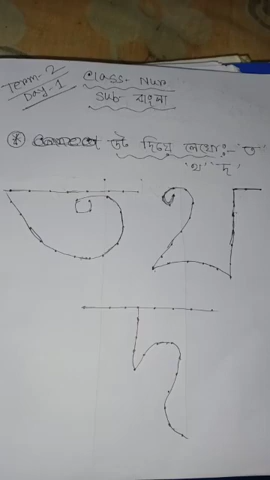 Term-2
Day-1
Class:- Nur
Sub বাংলা
ডট দিয়ে লেখো:- "ত"
"থ" "দ"
ত থ
দ